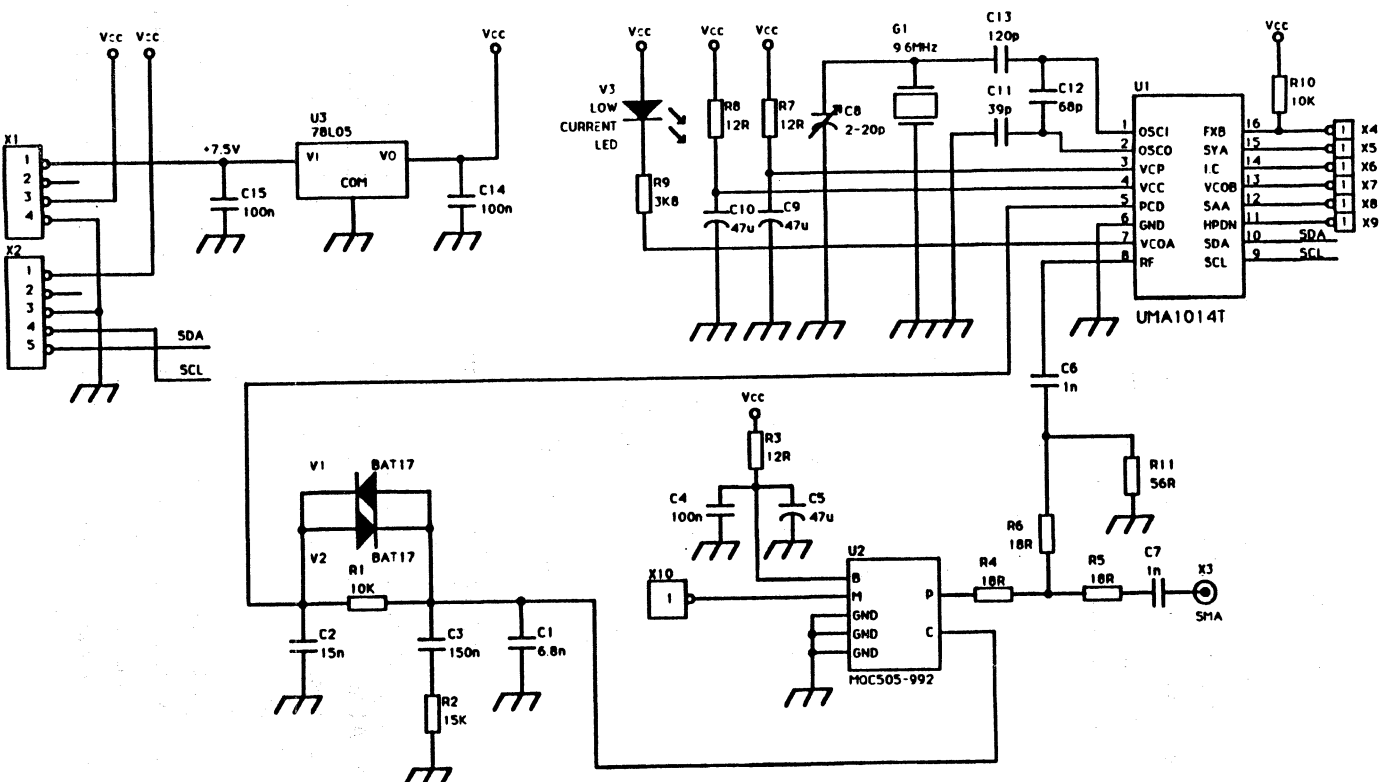 Vcc Vcc
X1
1
2
3
4
X2
1
2
3
4
5
SDA
SCL
+7.5V
C15
100n
U3
78L05
VI VO
COM
Vcc
C14
100n
Vcc
V3
LOW
CURRENT
LED
R9
3K8
Vcc
R8
12R
C10
47u
Vcc
R7
12R
C9
47u
C8
2-20p
G1
9.6MHz
C13
120p
C11
39p
C12
68p
U1
1 OSCI
2 OSCO
3 VCP
4 VCC
5 PCD
6 GND
7 VCOA
8 RF
FXB 16
SYA 15
I.C 14
VCOB 13
SAA 12
HPDN 11
SDA 10
SCL 9
UMA1014T
Vcc
R10
10K
1 X4
1 X5
1 X6
1 X7
1 X8
1 X9
SDA
SCL
C6
1n
R11
56R
R6
18R
R4
18R
R5
18R
C7
1n
X3
SMA
Vcc
R3
12R
C4
100n
C5
47u
U2
B
M
GND
GND
GND
P
C
MQC505-992
X10
1
V1
BAT17
V2
BAT17
R1
10K
C2
15n
C3
150n
C1
6.8n
R2
15K